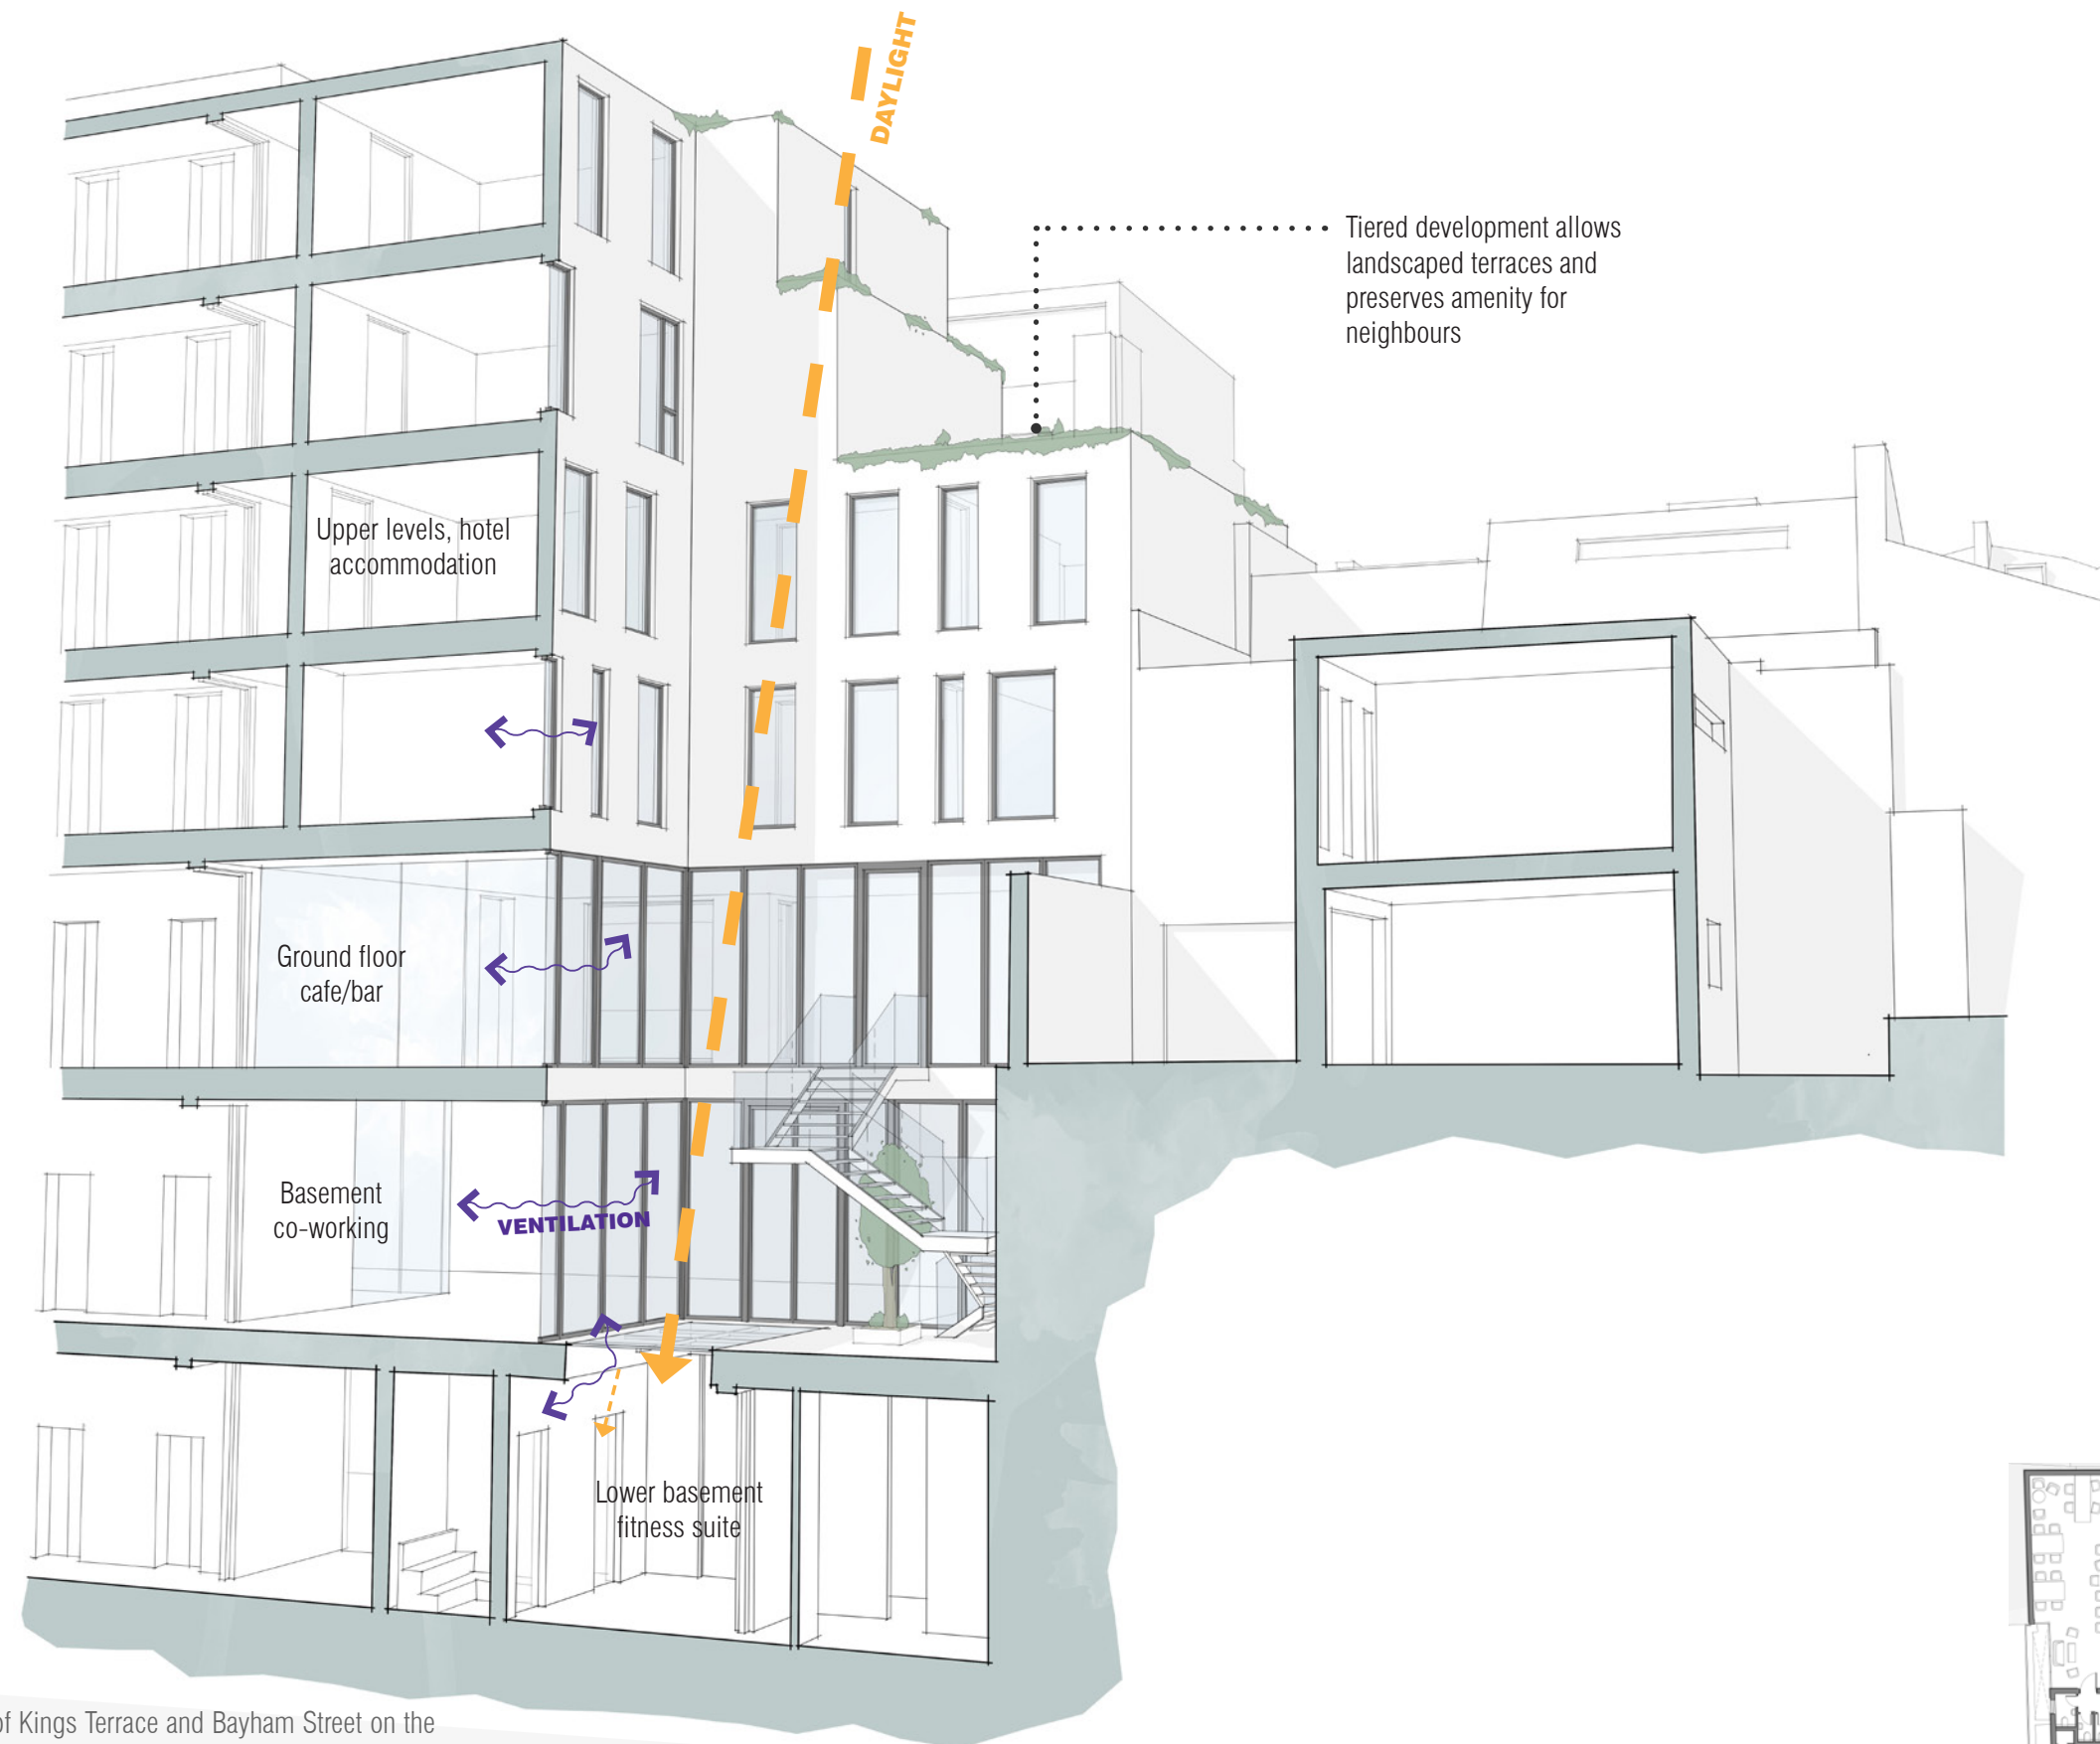 DAYLIGHT
Tiered development allows
landscaped terraces and
preserves amenity for
neighbours
Upper levels, hotel
accommodation
Ground floor
cafe/bar
Basement
co-working
VENTILATION
Lower basement
fitness suite
of Kings Terrace and Bayham Street on the